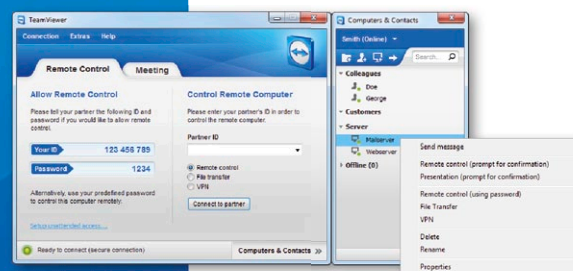 TeamViewer
Connection Extras Help
Remote Control Meeting
Allow Remote Control
Please tell your partner the following ID and
password if you would like to allow remote
control.
Your ID 123 456 789
Password 1234
Alternatively, use your predefined password
to control this computer remotely.
Setup unattended access...
Control Remote Computer
Please enter your partner's ID in order to
control the remote computer.
Partner ID
Remote control
File transfer
VPN
Connect to partner
Ready to connect (secure connection)
Computers & Contacts >>
Computers & Contacts
Smith (Online)
Search...
Colleagues
Doe
George
Customers
Server
Mailserver
Webserver
Offline (0)
Send message
Remote control (prompt for confirmation)
Presentation (prompt for confirmation)
Remote control (using password)
File Transfer
VPN
Delete
Rename
Properties